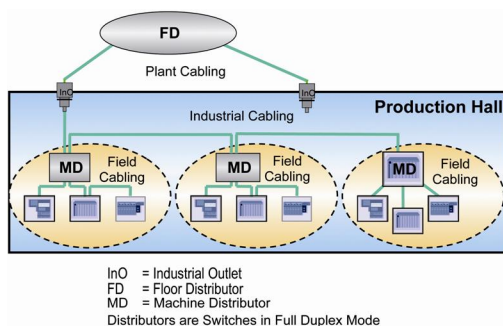 FD
Plant Cabling
InO
InO
Industrial Cabling
Production Hall
MD
Field
Cabling
MD
Field
Cabling
MD
Field
Cabling
InO = Industrial Outlet
FD = Floor Distributor
MD = Machine Distributor
Distributors are Switches in Full Duplex Mode